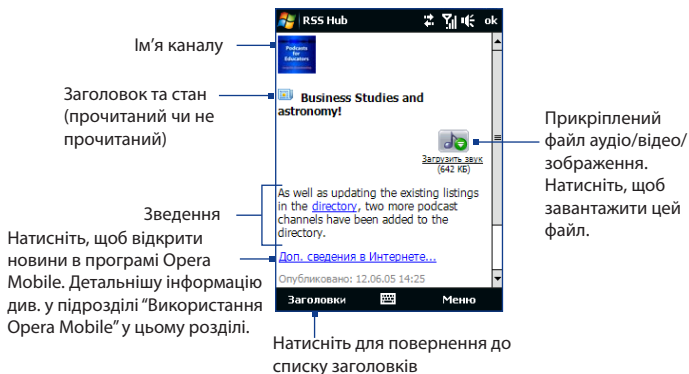 RSS Hub
ok
Podcasts
for
Educators
Business Studies and
astronomy!
Загрузить звук
(642 КБ)
As well as updating the existing listings
in the directory, two more podcast
channels have been added to the
directory.
Доп. сведения в Интернете...
Опубликовано: 12.06.05 14:25
Заголовки
Меню
Ім’я каналу
Заголовок та стан
(прочитаний чи не
прочитаний)
Зведення
Натисніть, щоб відкрити
новини в програмі Opera
Mobile. Детальнішу інформацію
див. у підрозділі “Використання
Opera Mobile” у цьому розділі.
Прикріплений
файл аудіо/відео/
зображення.
Натисніть, щоб
завантажити цей
файл.
Натисніть для повернення до
списку заголовків